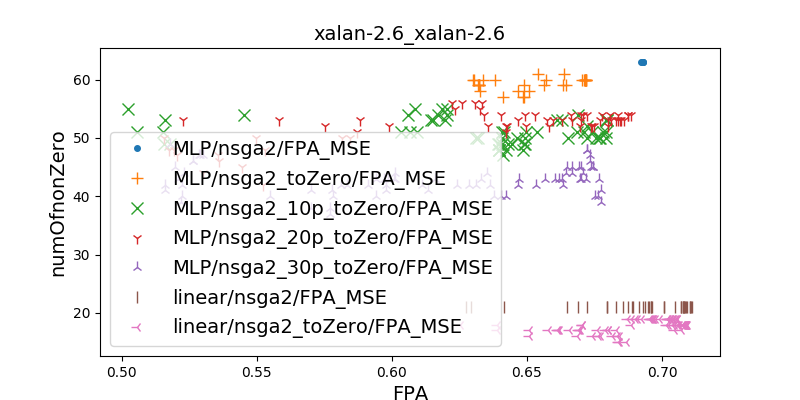 xalan-2.6_xalan-2.6
numOfnonZero
60
50
40
30
20
MLP/nsga2/FPA_MSE
MLP/nsga2_toZero/FPA_MSE
MLP/nsga2_10p_toZero/FPA_MSE
MLP/nsga2_20p_toZero/FPA_MSE
MLP/nsga2_30p_toZero/FPA_MSE
linear/nsga2/FPA_MSE
linear/nsga2_toZero/FPA_MSE
0.50 0.55 0.60 0.65 0.70
FPA